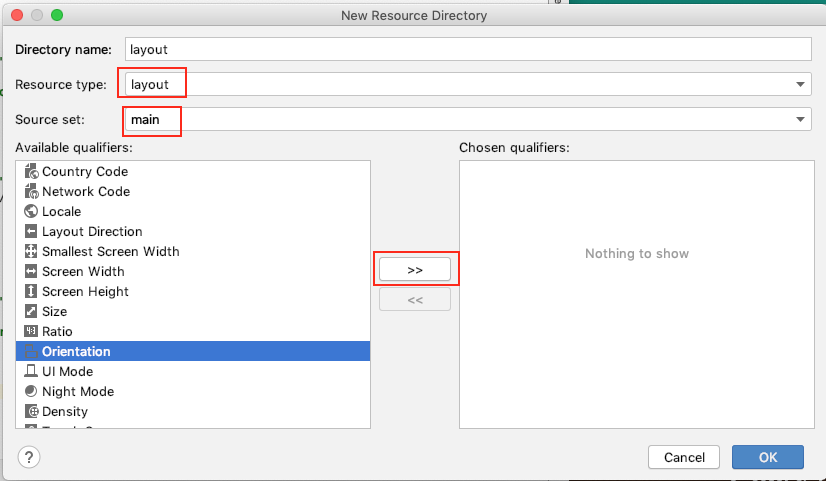 New Resource Directory
Directory name: layout
Resource type: layout
Source set: main
Available qualifiers:
Chosen qualifiers:
Country Code
Network Code
Locale
Layout Direction
Smallest Screen Width
Screen Width
Screen Height
Size
Ratio
Orientation
UI Mode
Night Mode
Density
>>
<<
Nothing to show
?
Cancel
OK